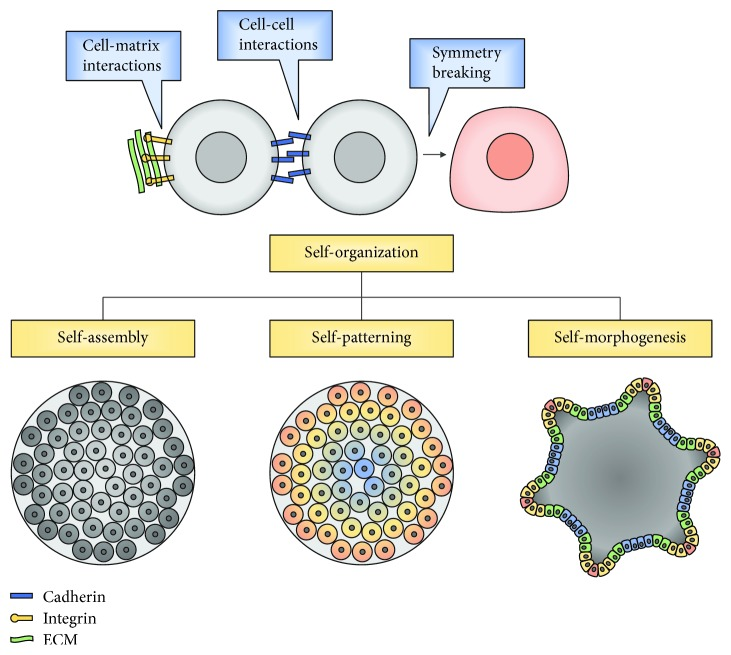 Cell-matrix
interactions
Cell-cell
interactions
Symmetry
breaking
Self-organization
Self-assembly
Self-patterning
Self-morphogenesis
Cadherin
Integrin
ECM